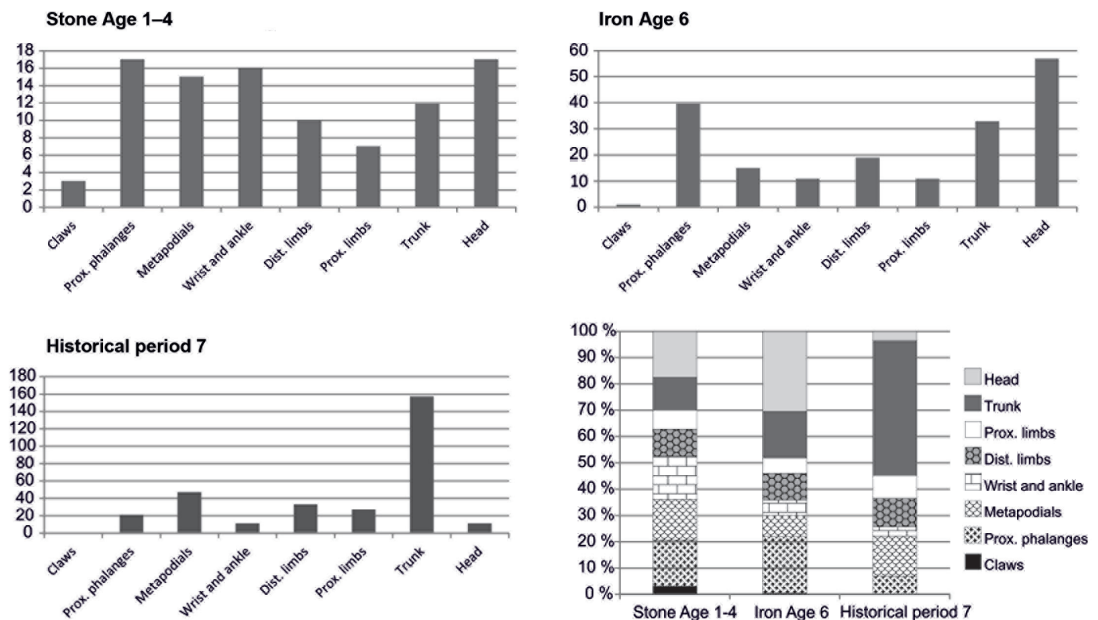 Stone Age 1–4
18
16
14
12
10
8
6
4
2
0
Claws
Prox. phalanges
Metapodials
Wrist and ankle
Dist. limbs
Prox. limbs
Trunk
Head
Iron Age 6
60
50
40
30
20
10
0
Claws
Prox. phalanges
Metapodials
Wrist and ankle
Dist. limbs
Prox. limbs
Trunk
Head
Historical period 7
180
160
140
120
100
80
60
40
20
0
Claws
Prox. phalanges
Metapodials
Wrist and ankle
Dist. limbs
Prox. limbs
Trunk
Head
100 %
90 %
80 %
70 %
60 %
50 %
40 %
30 %
20 %
10 %
0 %
Stone Age 1-4 Iron Age 6 Historical period 7
Head
Trunk
Prox. limbs
Dist. limbs
Wrist and ankle
Metapodials
Prox. phalanges
Claws